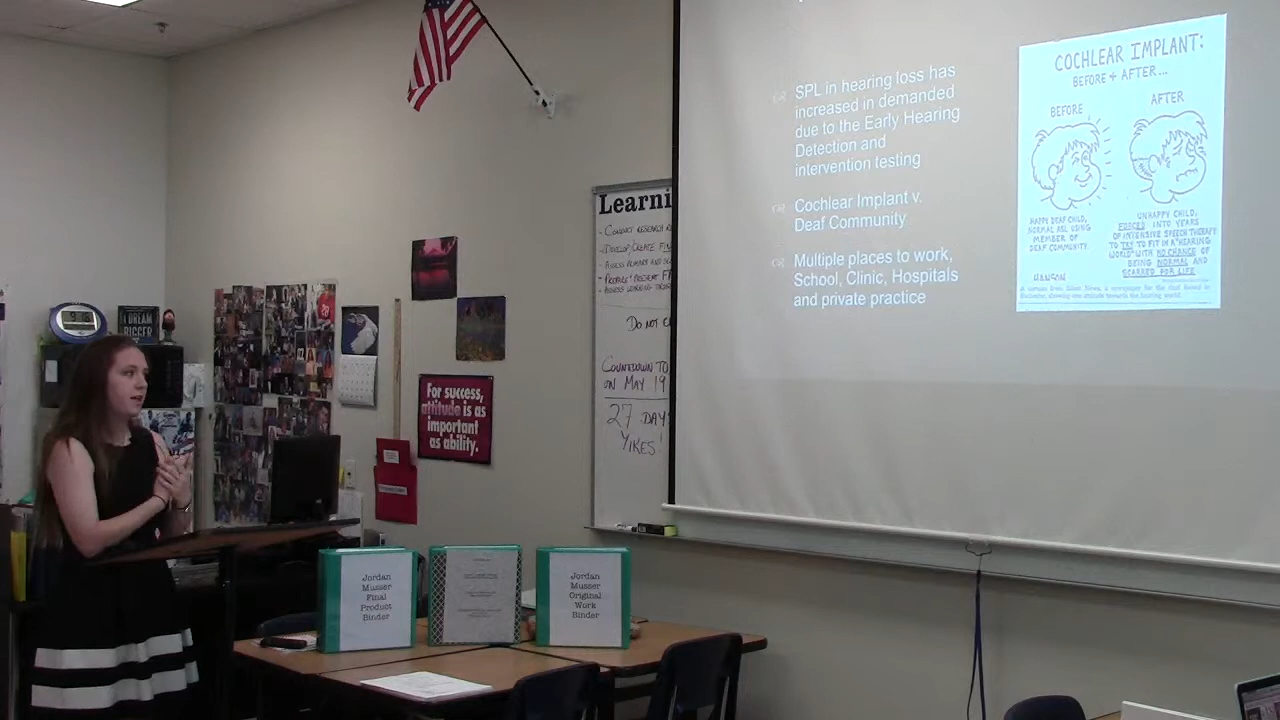 SPL in hearing loss has
increased in demanded
due to the Early Hearing
Detection and
intervention testing
Cochlear Implant v.
Deaf Community
Multiple places to work,
School, Clinic, Hospitals
and private practice
COCHLEAR IMPLANT:
BEFORE + AFTER...
BEFORE
AFTER
HAPPY DEAF CHILD,
NORMAL ASL USING
MEMBER OF
DEAF COMMUNITY.
UNHAPPY CHILD,
FORCED INTO YEARS
OF INTENSIVE SPEECH THERAPY
TO TRY TO FIT IN A "HEARING
WORLD" WITH NO CHANCE OF
BEING NORMAL AND
SCARRED FOR LIFE
Learni
- CONDUCT RESEARCH
COUNTDOWN TO
ON MAY 19
27 DAY
YIKES!
I DREAM
BIGGER
For success,
attitude is as
important
as ability.
Jordan
Musser
Final
Product
Binder
Jordan
Musser
Original
Work
Binder